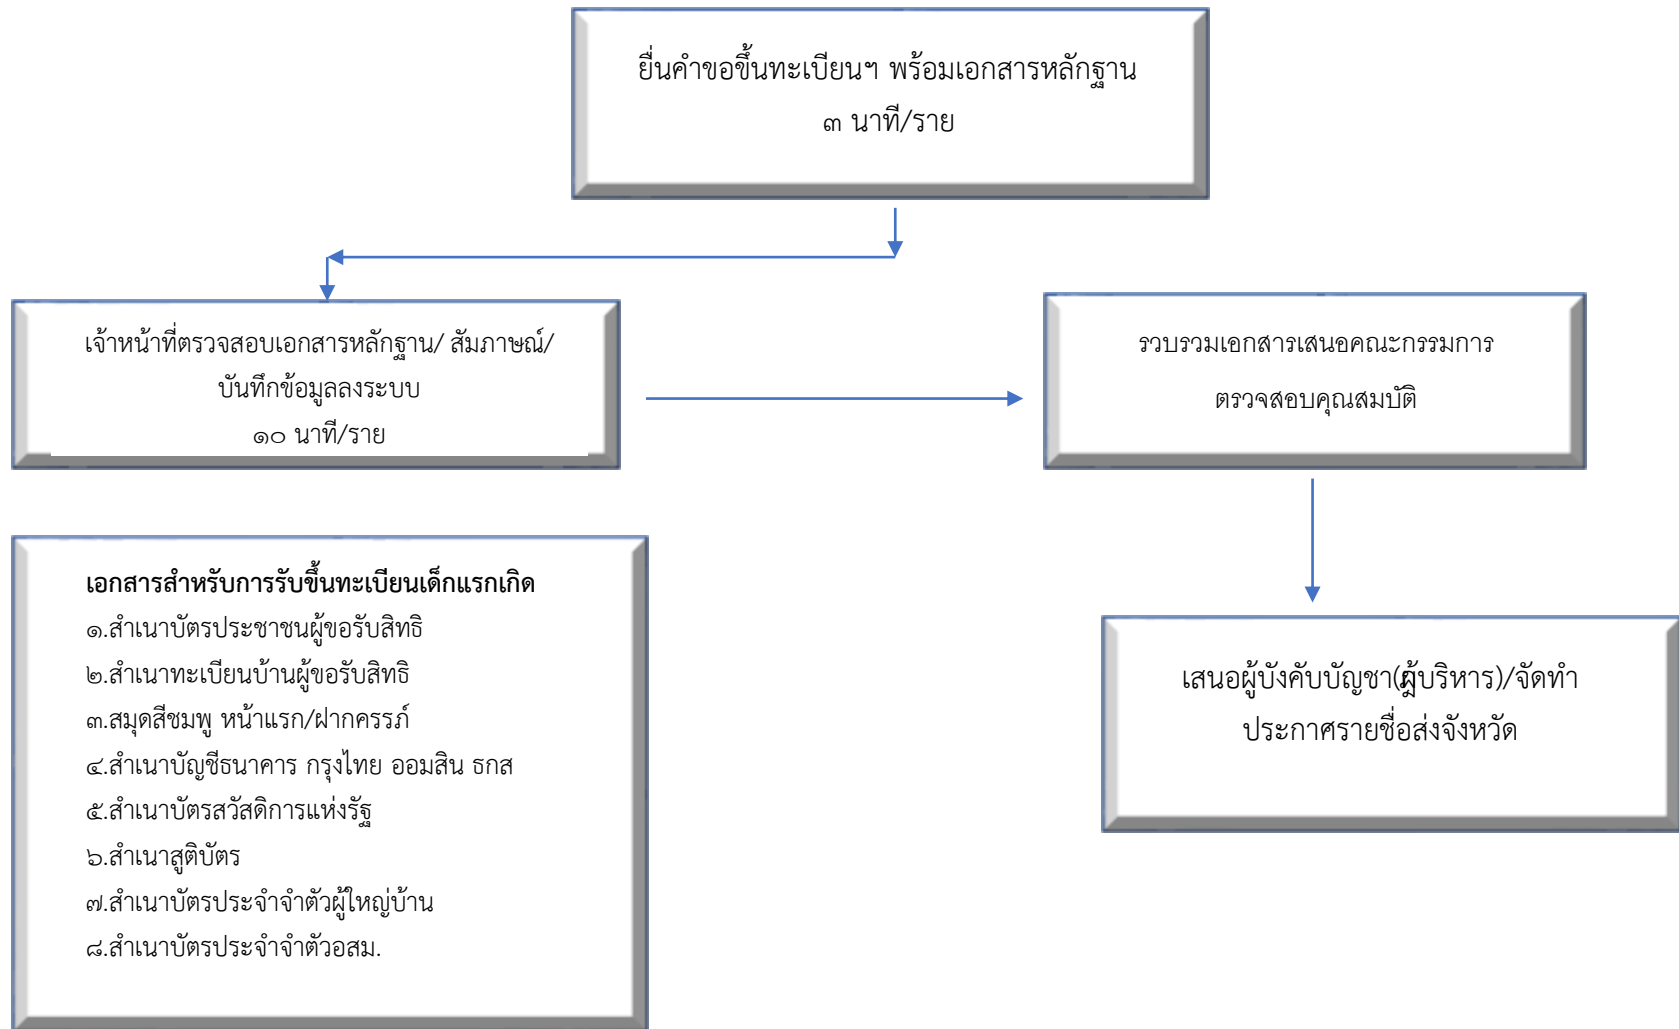 ยื่นคำขอขึ้นทะเบียนฯ พร้อมเอกสารหลักฐาน
๓ นาที/ราย
เจ้าหน้าที่ตรวจสอบเอกสารหลักฐาน/ สัมภาษณ์/
บันทึกข้อมูลลงระบบ
๑๐ นาที/ราย
รวบรวมเอกสารเสนอคณะกรรมการ
ตรวจสอบคุณสมบัติ
เสนอผู้บังคับบัญชา(ผู้บริหาร)/จัดทำ
ประกาศรายชื่อส่งจังหวัด
เอกสารสำหรับการรับขึ้นทะเบียนเด็กแรกเกิด
๑.สำเนาบัตรประชาชนผู้ขอรับสิทธิ
๒.สำเนาทะเบียนบ้านผู้ขอรับสิทธิ
๓.สมุดสีชมพู หน้าแรก/ฝากครรภ์
๔.สำเนาบัญชีธนาคาร กรุงไทย ออมสิน ธกส
๕.สำเนาบัตรสวัสดิการแห่งรัฐ
๖.สำเนาสูติบัตร
๗.สำเนาบัตรประจำจำตัวผู้ใหญ่บ้าน
๘.สำเนาบัตรประจำจำตัวอสม.